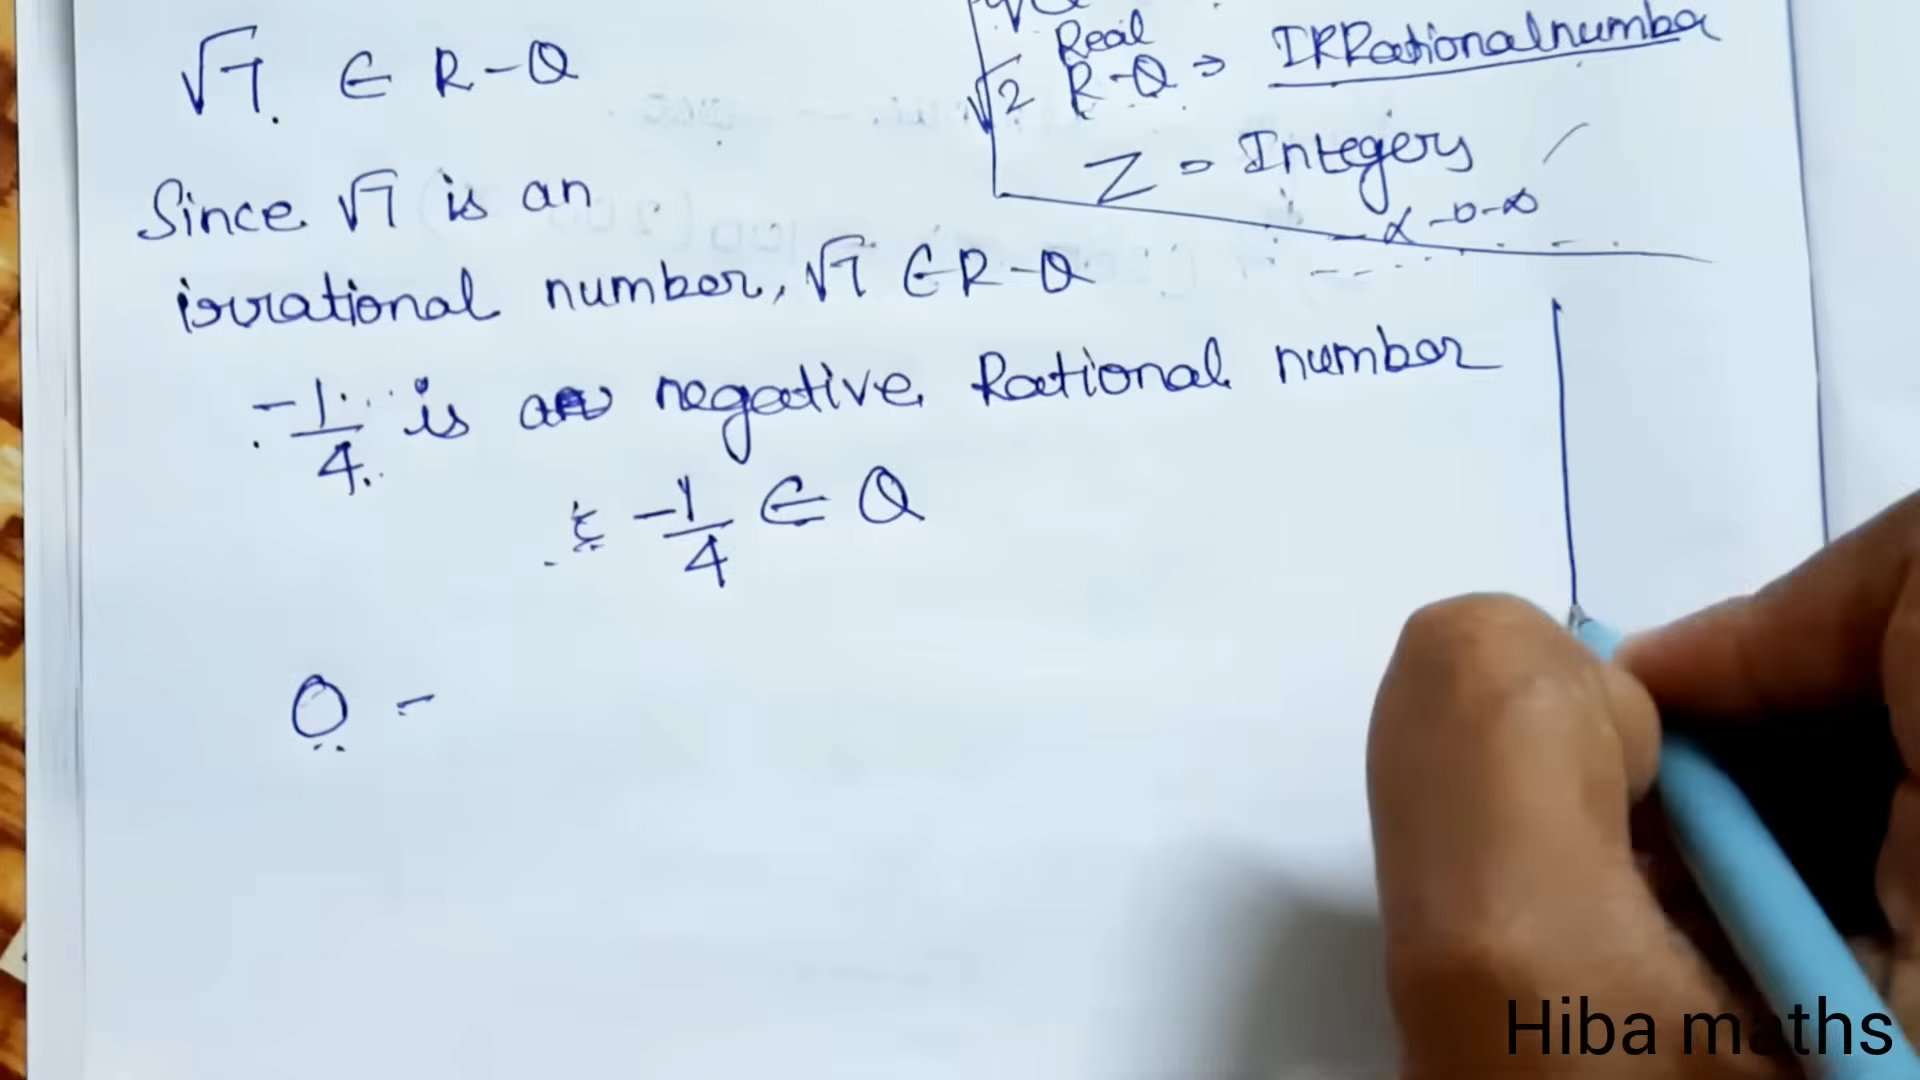 √7 ∈ R-Q
Real
√2 R-Q ⇒ IRRationalnumber
Z = Integers
Since √7 is an
irrational number, √7 ∈ R-Q
-1/4 is a negative Rational number
-1/4 ∈ Q
0 -
Hiba maths